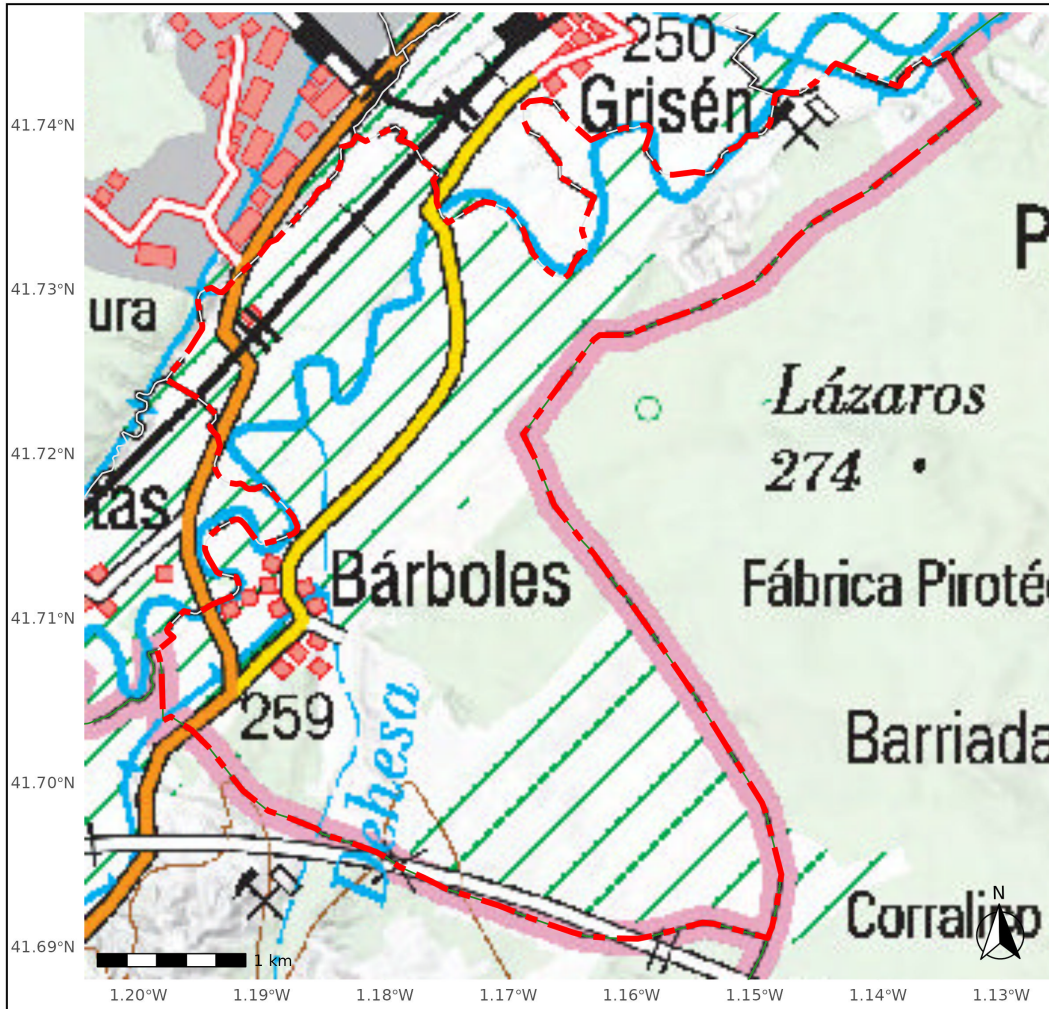 250
Grisén
41.74°N
P
41.73°N
ura
Lázaros
41.72°N
274
tas
Bárboles
Fábrica Piroté
41.71°N
259
Dehesa
Barriada
41.70°N
Corralin
N
41.69°N
1 km
1.20°W 1.19°W 1.18°W 1.17°W 1.16°W 1.15°W 1.14°W 1.13°W